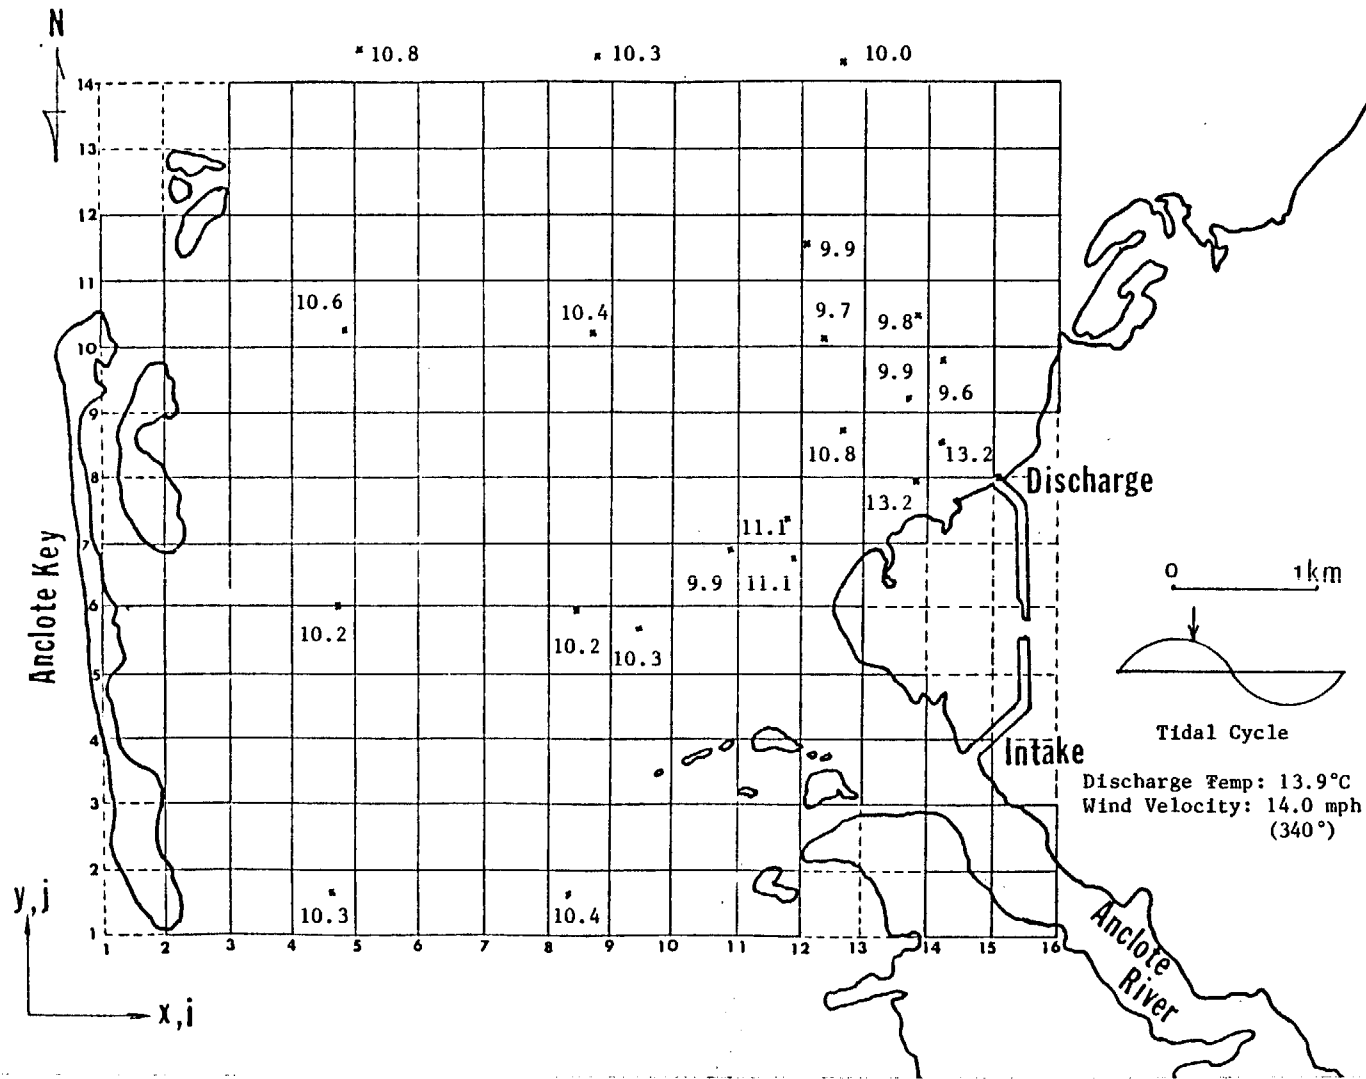 N
10.8 10.3 10.0
14
13
12
9.9
11
10.6 10.4 9.7 9.8
10
9.9
9.6
9
10.8 13.2
8
Discharge
13.2
11.1
7
9.9 11.1
0 1km
6
10.2 10.2
10.3
Anclote Key
5
4
Tidal Cycle
Intake
Discharge Temp: 13.9°C
3
Wind Velocity: 14.0 mph
(340°)
2
y,j
10.3 10.4
1
1 2 3 4 5 6 7 8 9 10 11 12 13 14 15 16
Anclote
River
x,i